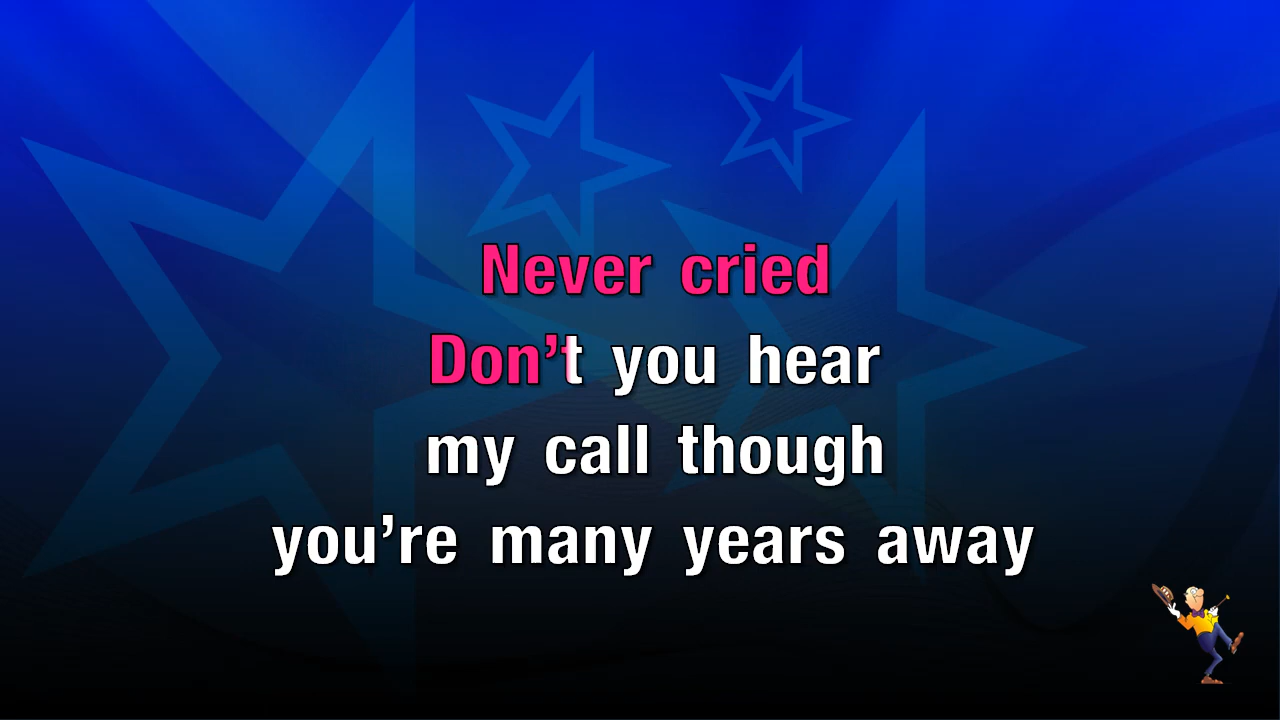 Never cried
Don’t you hear
my call though
you’re many years away